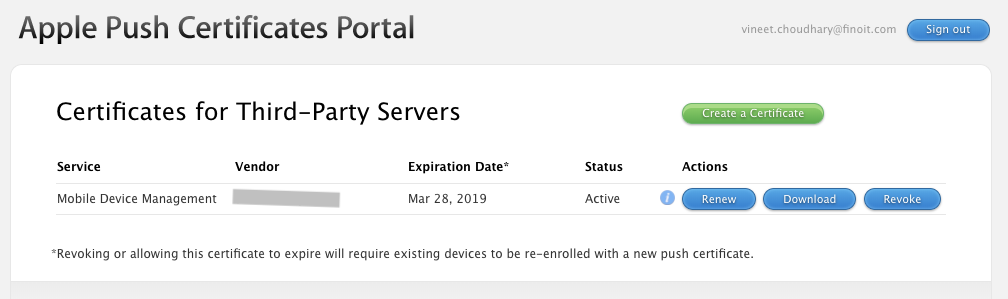 Apple Push Certificates Portal
vineet.choudhary@finoit.com Sign out
Certificates for Third-Party Servers
Create a Certificate
Service Vendor Expiration Date* Status Actions
Mobile Device Management Mar 28, 2019 Active i Renew Download Revoke
*Revoking or allowing this certificate to expire will require existing devices to be re-enrolled with a new push certificate.